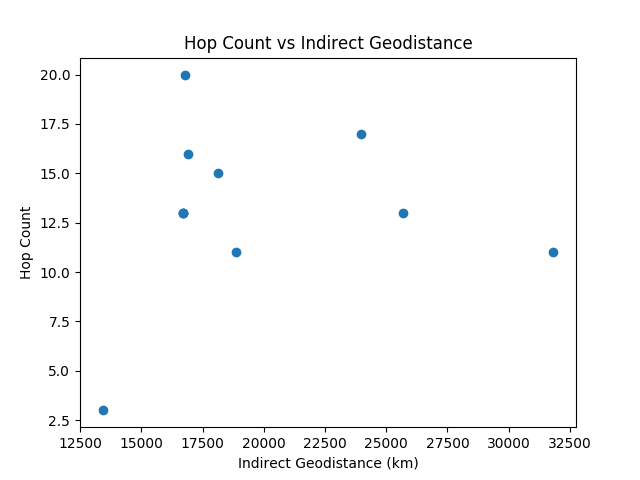 Hop Count vs Indirect Geodistance
20.0
17.5
15.0
12.5
10.0
7.5
5.0
2.5
Hop Count
12500 15000 17500 20000 22500 25000 27500 30000 32500
Indirect Geodistance (km)